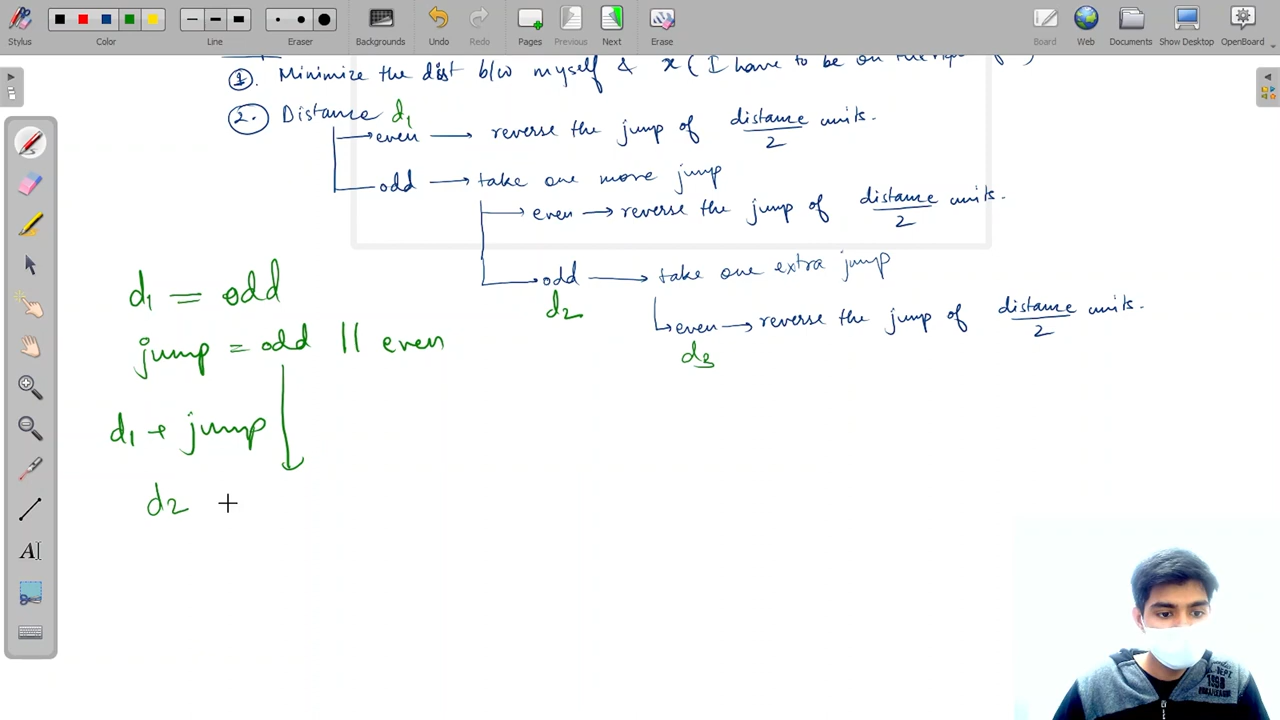 Stylus Color Line Eraser Backgrounds Undo Redo Pages Previous Next Erase Board Web Documents Show Desktop OpenBoard
1. Minimize the dist b/w myself & x ( I have to be on the right of )
2. Distance d1
even → reverse the jump of distance/2 units.
odd → take one more jump
even → reverse the jump of distance/2 units.
odd → take one extra jump
d2
even → reverse the jump of distance/2 units.
d3
d1 = odd
jump = odd || even
d1 + jump
d2
1998